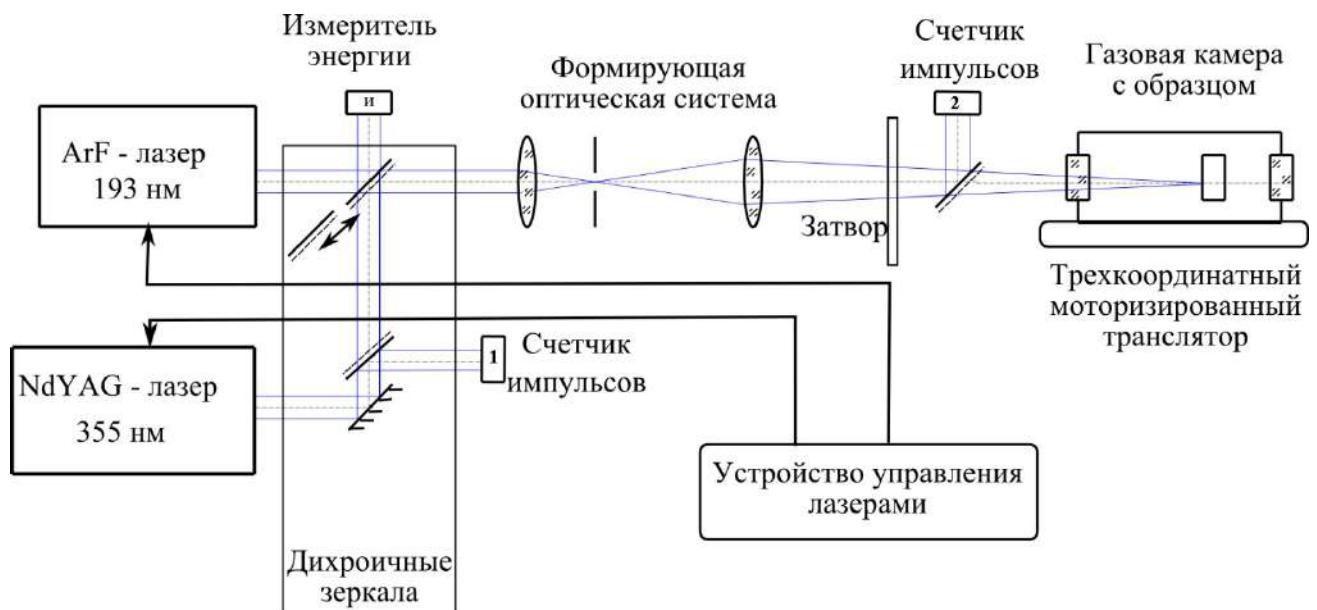 Измеритель
энергии
и
ArF - лазер
193 нм
Формирующая
оптическая система
Счетчик
импульсов
2
Газовая камера
с образцом
Затвор
Трехкоординатный
моторизированный
транслятор
NdYAG - лазер
355 нм
1
Счетчик
импульсов
Устройство управления
лазерами
Дихроичные
зеркала